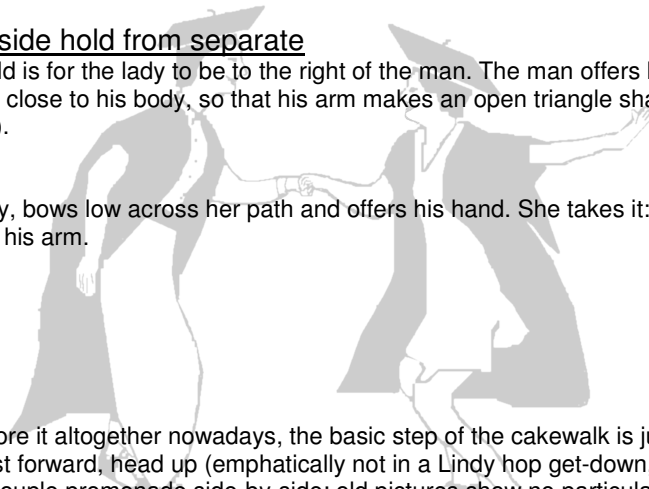 side hold from separate
ld is for the lady to be to the right of the man. The man offers
close to his body, so that his arm makes an open triangle sha
).
y, bows low across her path and offers his hand. She takes it:
his arm.
ore it altogether nowadays, the basic step of the cakewalk is ju
st forward, head up (emphatically not in a Lindy hop get-down,
ouple promenade side-by-side: old pictures show no particula